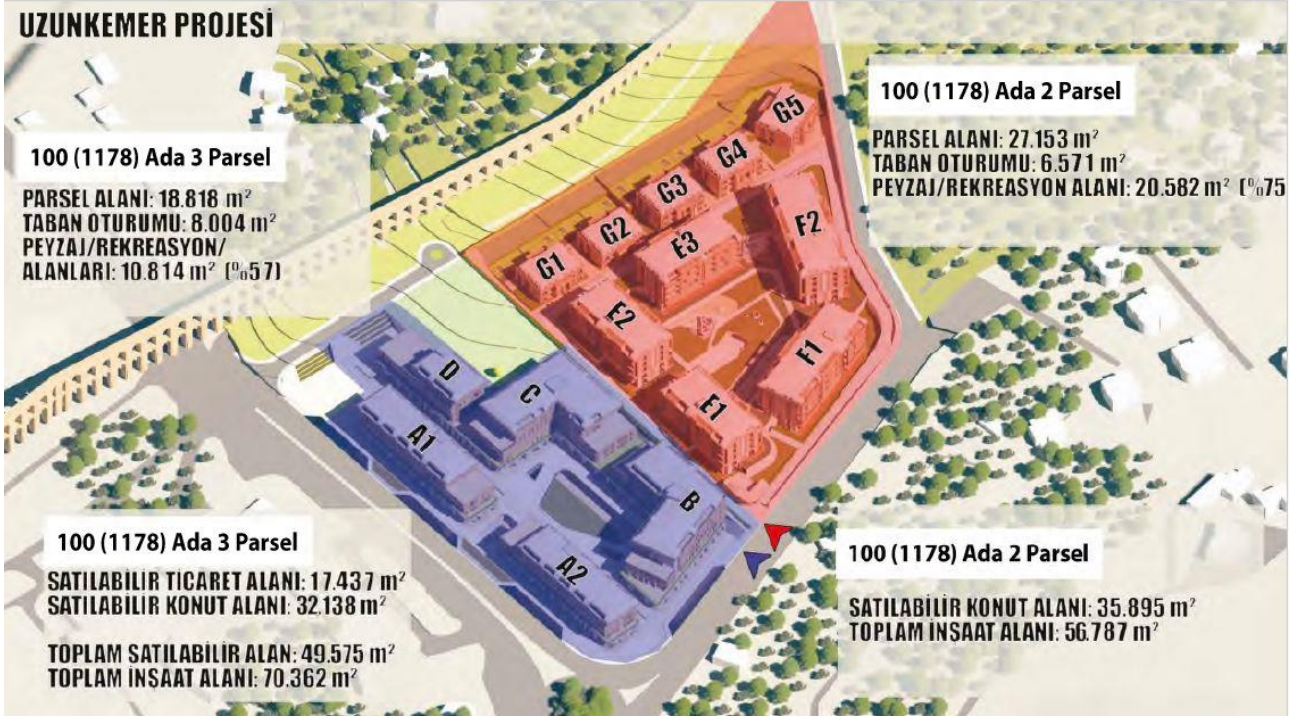 UZUNKEMER PROJESİ
100 (1178) Ada 3 Parsel
PARSEL ALANI: 18.818 m²
TABAN OTURUMU: 8.004 m²
PEYZAJ/REKREASYON/
ALANLARI: 10.814 m² (%57)
100 (1178) Ada 2 Parsel
PARSEL ALANI: 27.153 m²
TABAN OTURUMU: 6.571 m²
PEYZAJ/REKREASYON ALANI: 20.582 m² (%75
G5
G4
G3
G2
G1
F2
E3
E2
F1
E1
D
C
A1
B
A2
100 (1178) Ada 3 Parsel
SATILABİLİR TİCARET ALANI: 17.437 m²
SATILABİLİR KONUT ALANI: 32.138 m²
TOPLAM SATILABİLİR ALAN: 49.575 m²
TOPLAM İNŞAAT ALANI: 70.362 m²
100 (1178) Ada 2 Parsel
SATILABİLİR KONUT ALANI: 35.895 m²
TOPLAM İNŞAAT ALANI: 56.787 m²